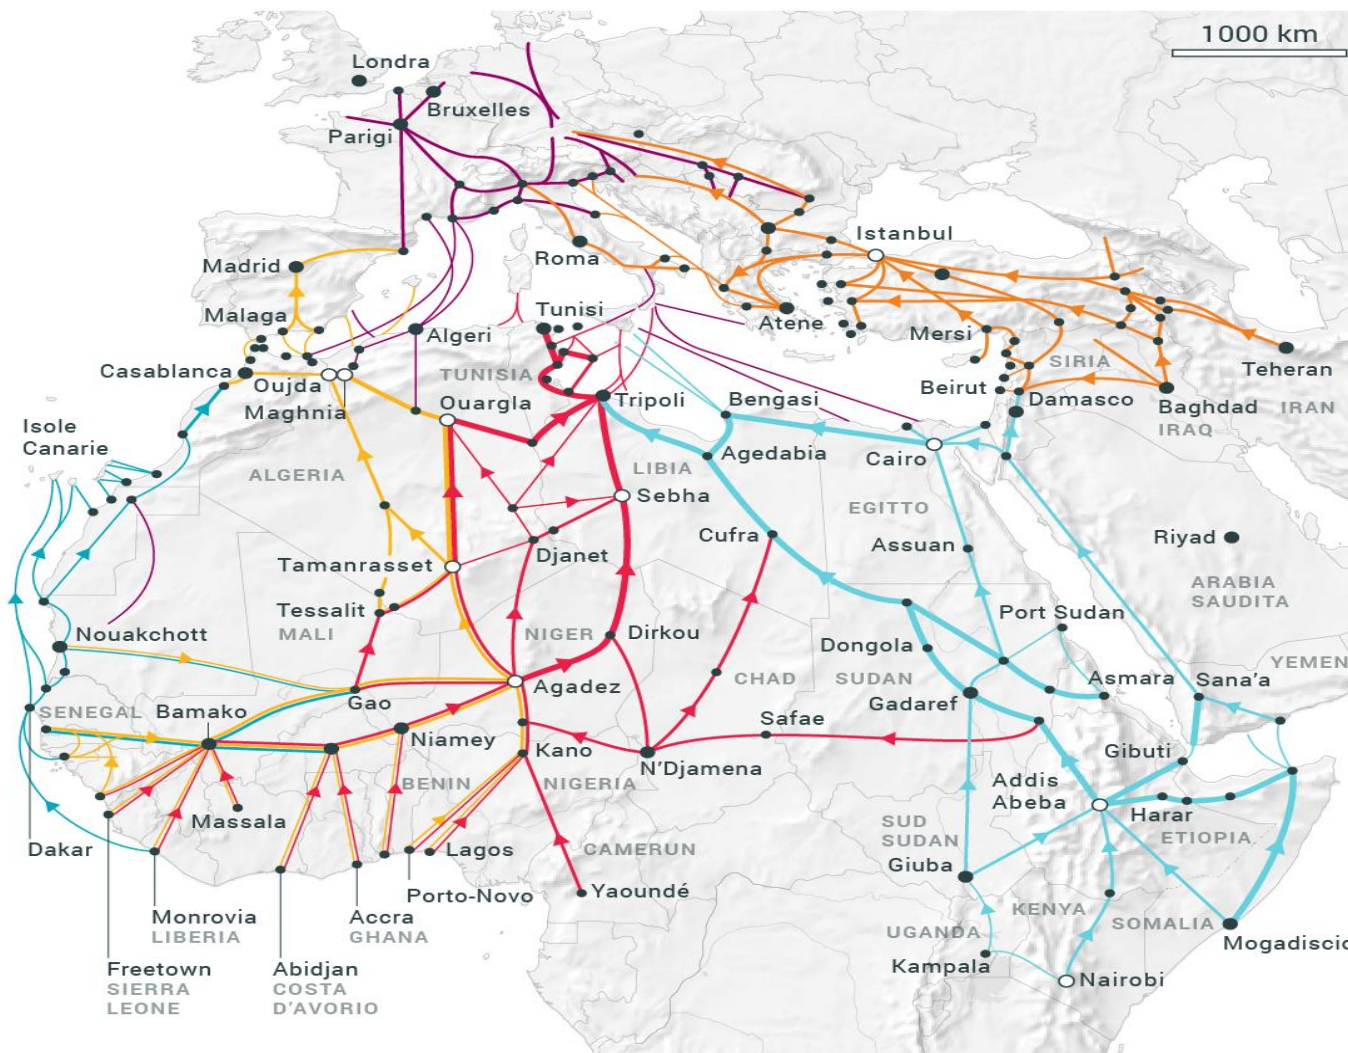 1000 km
Londra
Bruxelles
Parigi
Istanbul
Madrid
Roma
Malaga
Tunisi
Algeri
Atene
Mersi
SIRIA
Teheran
Casablanca
Oujda
TUNISIA
Beirut
Damasco
Baghdad
IRAN
IRAQ
Maghnia
Ouargla
Tripoli
Bengasi
Isole
Canarie
ALGERIA
LIBIA
Agedabia
Cairo
Sebha
EGITTO
Cufra
Assuan
Riyad
Djanet
Tamanrasset
ARABIA
SAUDITA
Tessalit
MALI
Port Sudan
Nouakchott
NIGER
Dirkou
Dongola
YEMEN
CHAD
SUDAN
Asmara
Sana'a
Agadez
Gao
Gadaref
SENEGAL
Bamako
Safae
Niamey
Kano
Gibuti
N'Djamena
BENIN
NIGERIA
Addis
Abeba
Massala
Harar
SUD
SUDAN
ETIOPIA
Dakar
Lagos
CAMERUN
Giuba
Porto-Novo
Yaoundé
KENYA
Monrovia
LIBERIA
Accra
GHANA
UGANDA
SOMALIA
Mogadiscio
Kampala
Freetown
SIERRA
LEONE
Abidjan
COSTA
D'AVORIO
Nairobi